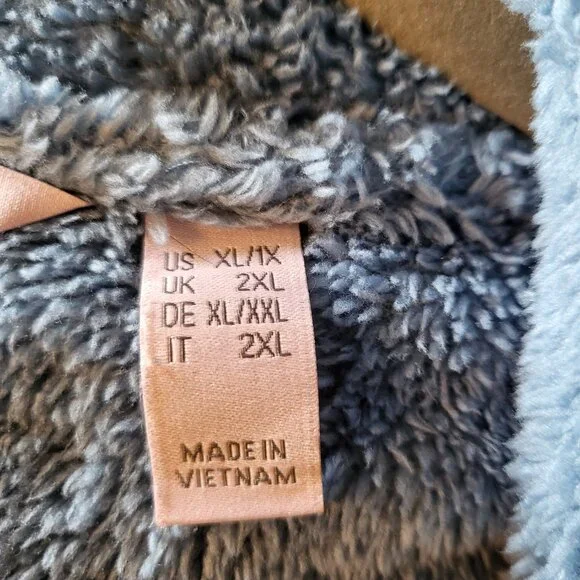 US XL/1X
UK 2XL
DE XL/XXL
IT 2XL
MADE IN
VIETNAM